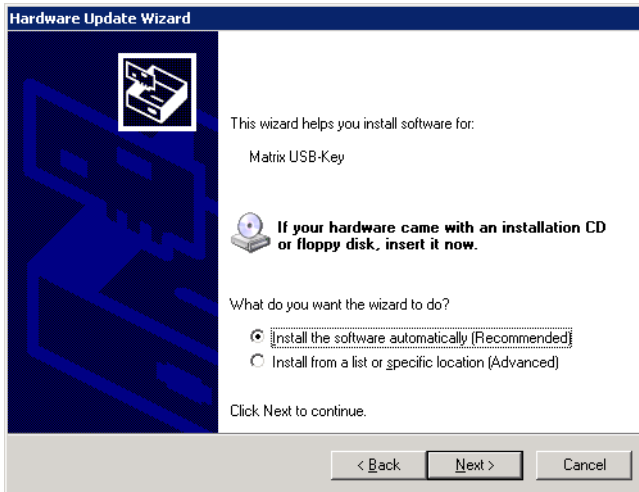 Hardware Update Wizard
This wizard helps you install software for:
Matrix USB-Key
If your hardware came with an installation CD
or floppy disk, insert it now.
What do you want the wizard to do?
Install the software automatically (Recommended)
Install from a list or specific location (Advanced)
Click Next to continue.
< Back Next > Cancel